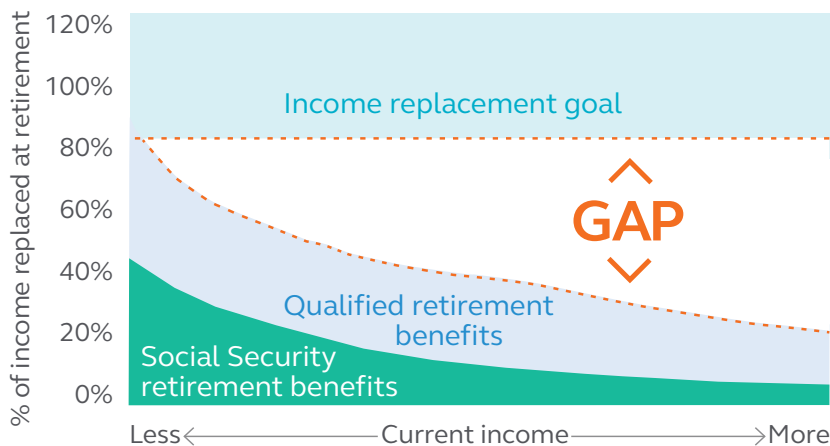 % of income replaced at retirement
120%
100%
80%
60%
40%
20%
0%
Income replacement goal
GAP
Qualified retirement
benefits
Social Security
retirement benefits
Less
Current income
More